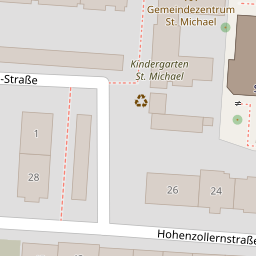 Gemeindezentrum
St. Michael
Kindergarten
St. Michael
-Straße
1
28
26
24
Hohenzollernstraße